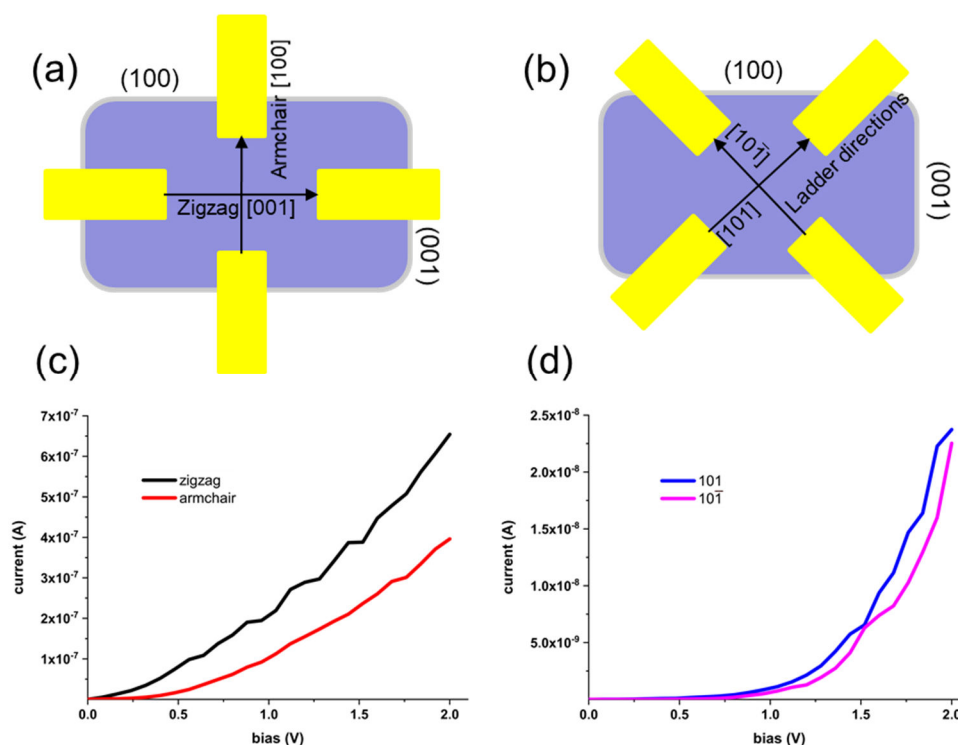 (a)
(100)
Armchair [100]
Zigzag [001]
(001)
(b)
(100)
[101̅]
[101]
Ladder directions
(001)
(c)
7x10⁻⁷
6x10⁻⁷
5x10⁻⁷
4x10⁻⁷
3x10⁻⁷
2x10⁻⁷
1x10⁻⁷
current (A)
zigzag
armchair
0.0 0.5 1.0 1.5 2.0
bias (V)
(d)
2.5x10⁻⁸
2.0x10⁻⁸
1.5x10⁻⁸
1.0x10⁻⁸
5.0x10⁻⁹
current (A)
101
101̅
0.0 0.5 1.0 1.5 2.0
bias (V)